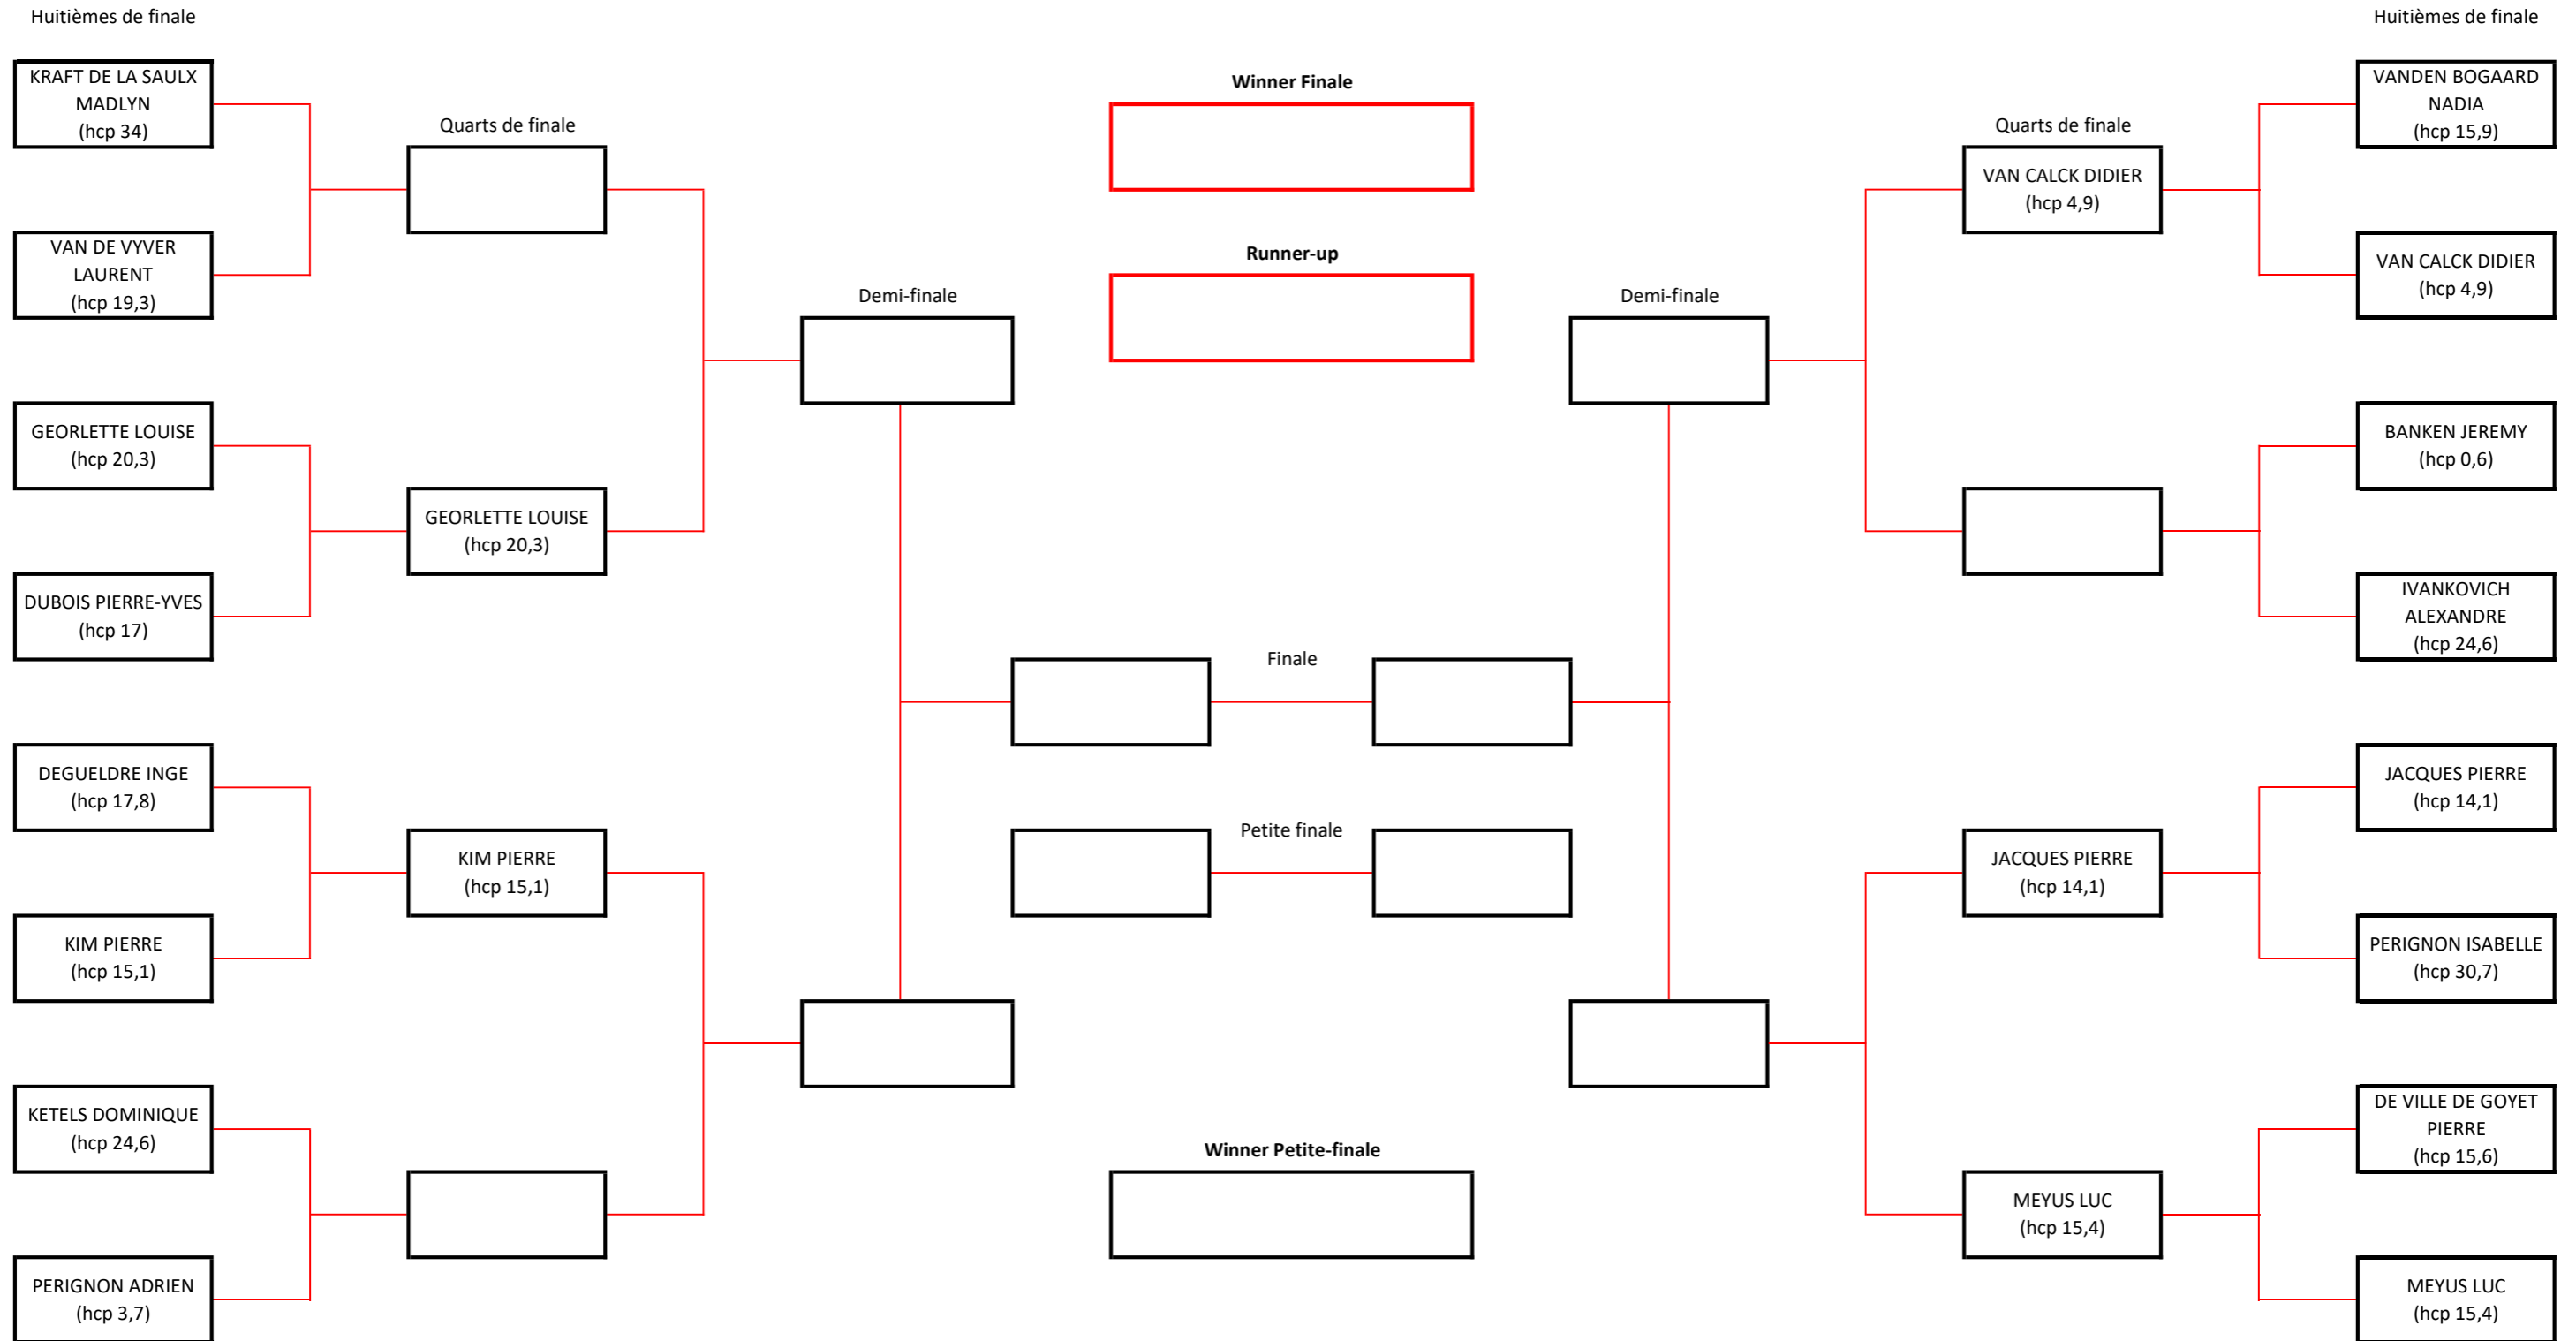 Huitièmes de finale
Huitièmes de finale
KRAFT DE LA SAULX
MADLYN
(hcp 34)
VAN DE VYVER
LAURENT
(hcp 19,3)
GEORLETTE LOUISE
(hcp 20,3)
DUBOIS PIERRE-YVES
(hcp 17)
DEGUELDRE INGE
(hcp 17,8)
KIM PIERRE
(hcp 15,1)
KETELS DOMINIQUE
(hcp 24,6)
PERIGNON ADRIEN
(hcp 3,7)
Quarts de finale
GEORLETTE LOUISE
(hcp 20,3)
KIM PIERRE
(hcp 15,1)
Demi-finale
Winner Finale
Runner-up
Finale
Petite finale
Winner Petite-finale
Demi-finale
Quarts de finale
VAN CALCK DIDIER
(hcp 4,9)
JACQUES PIERRE
(hcp 14,1)
MEYUS LUC
(hcp 15,4)
VANDEN BOGAARD
NADIA
(hcp 15,9)
VAN CALCK DIDIER
(hcp 4,9)
BANKEN JEREMY
(hcp 0,6)
IVANKOVICH
ALEXANDRE
(hcp 24,6)
JACQUES PIERRE
(hcp 14,1)
PERIGNON ISABELLE
(hcp 30,7)
DE VILLE DE GOYET
PIERRE
(hcp 15,6)
MEYUS LUC
(hcp 15,4)